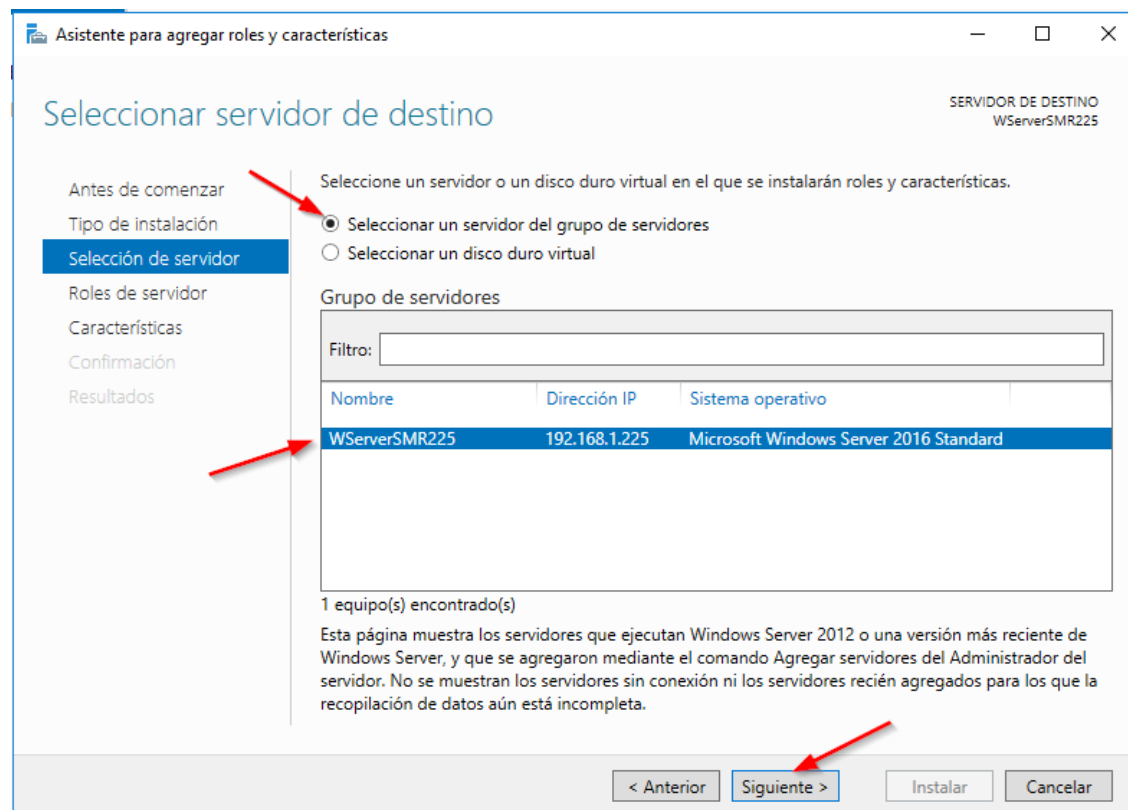 Asistente para agregar roles y características
Seleccionar servidor de destino
SERVIDOR DE DESTINO
WServerSMR225
Antes de comenzar
Tipo de instalación
Selección de servidor
Roles de servidor
Características
Confirmación
Resultados
Seleccione un servidor o un disco duro virtual en el que se instalarán roles y características.
Seleccionar un servidor del grupo de servidores
Seleccionar un disco duro virtual
Grupo de servidores
Filtro:
Nombre Dirección IP Sistema operativo
WServerSMR225 192.168.1.225 Microsoft Windows Server 2016 Standard
1 equipo(s) encontrado(s)
Esta página muestra los servidores que ejecutan Windows Server 2012 o una versión más reciente de
Windows Server, y que se agregaron mediante el comando Agregar servidores del Administrador del
servidor. No se muestran los servidores sin conexión ni los servidores recién agregados para los que la
recopilación de datos aún está incompleta.
< Anterior Siguiente > Instalar Cancelar